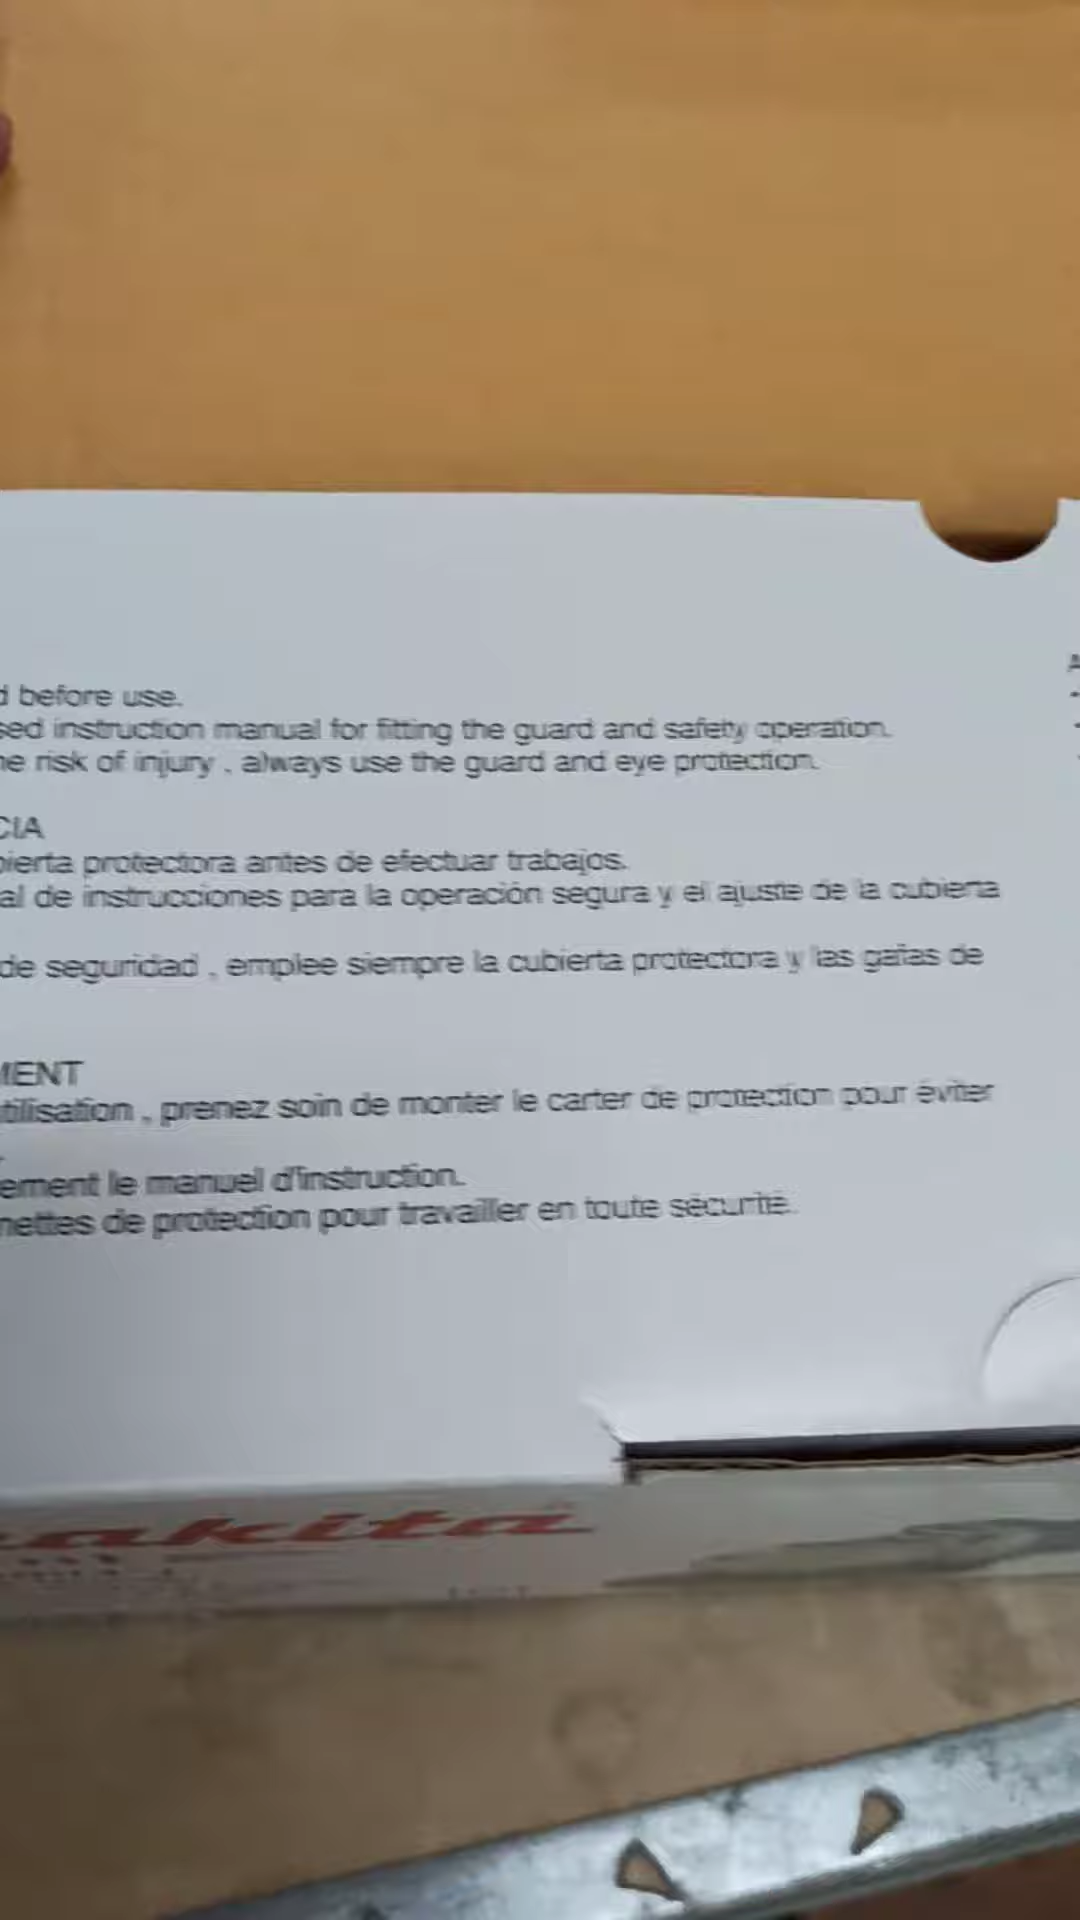 d before use.
sed instruction manual for fitting the guard and safety operation.
he risk of injury , always use the guard and eye protection.
CIA
bierta protectora antes de efectuar trabajos.
al de instrucciones para la operación segura y el ajuste de la cubierta
de seguridad , emplee siempre la cubierta protectora y las gafas de
MENT
tilisation , prenez soin de monter le carter de protection pour éviter
ement le manuel d'instruction.
nettes de protection pour travailler en toute sécurité.
akita